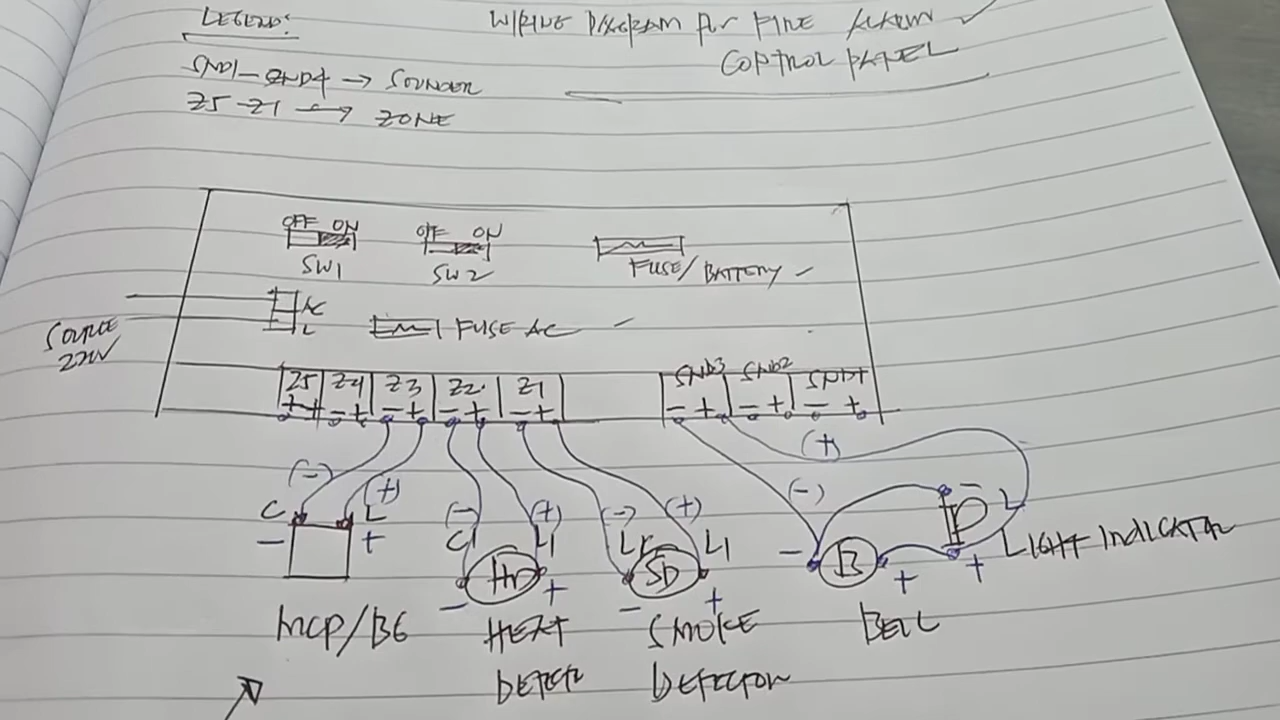 LEGEND:
WIRING DIAGRAM for FIRE ALARM
CONTROL PANEL
SND1-SND4 → SOUNDER
Z5-Z1 → ZONE
OFF ON
SW1
OFF ON
SW2
FUSE/BATTERY
SOURCE
220V
AC
L
FUSE AC
Z5 Z4 Z3 Z2 Z1
SND3 SND2 SND1
- + - + - + - + - +
- + - + - +
(-) (+) (-) (+) (-) (+) (-) (+)
C L
- +
C L1
HD
- +
L1
SD
- +
B
- +
- +
LIGHT INDICATOR
MCP/BG
HEAT
SMOKE
DETECTOR
BELL